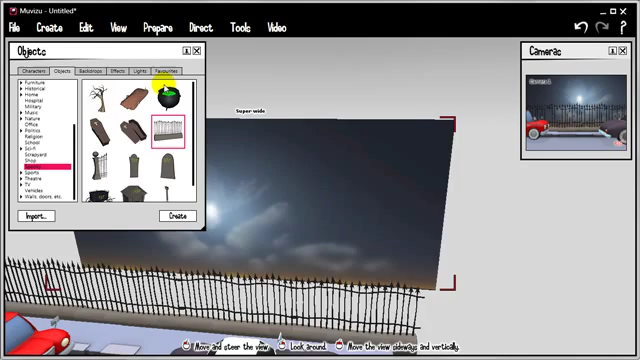 Muvizu - Untitled*
File Create Edit View Prepare Direct Tools Video
Objects
Characters Objects Backdrops Effects Lights Favourites
Furniture
Historical
Home
Hospital
Military
Music
Nature
Office
Politics
Religion
School
Sci-fi
Scrapyard
Shop
Sports
Theatre
TV
Vehicles
Walls, doors, etc.
Import...
Create
Super-wide
Cameras
Camera 1
Move and steer the view. Look around. Move the view sideways and vertically.